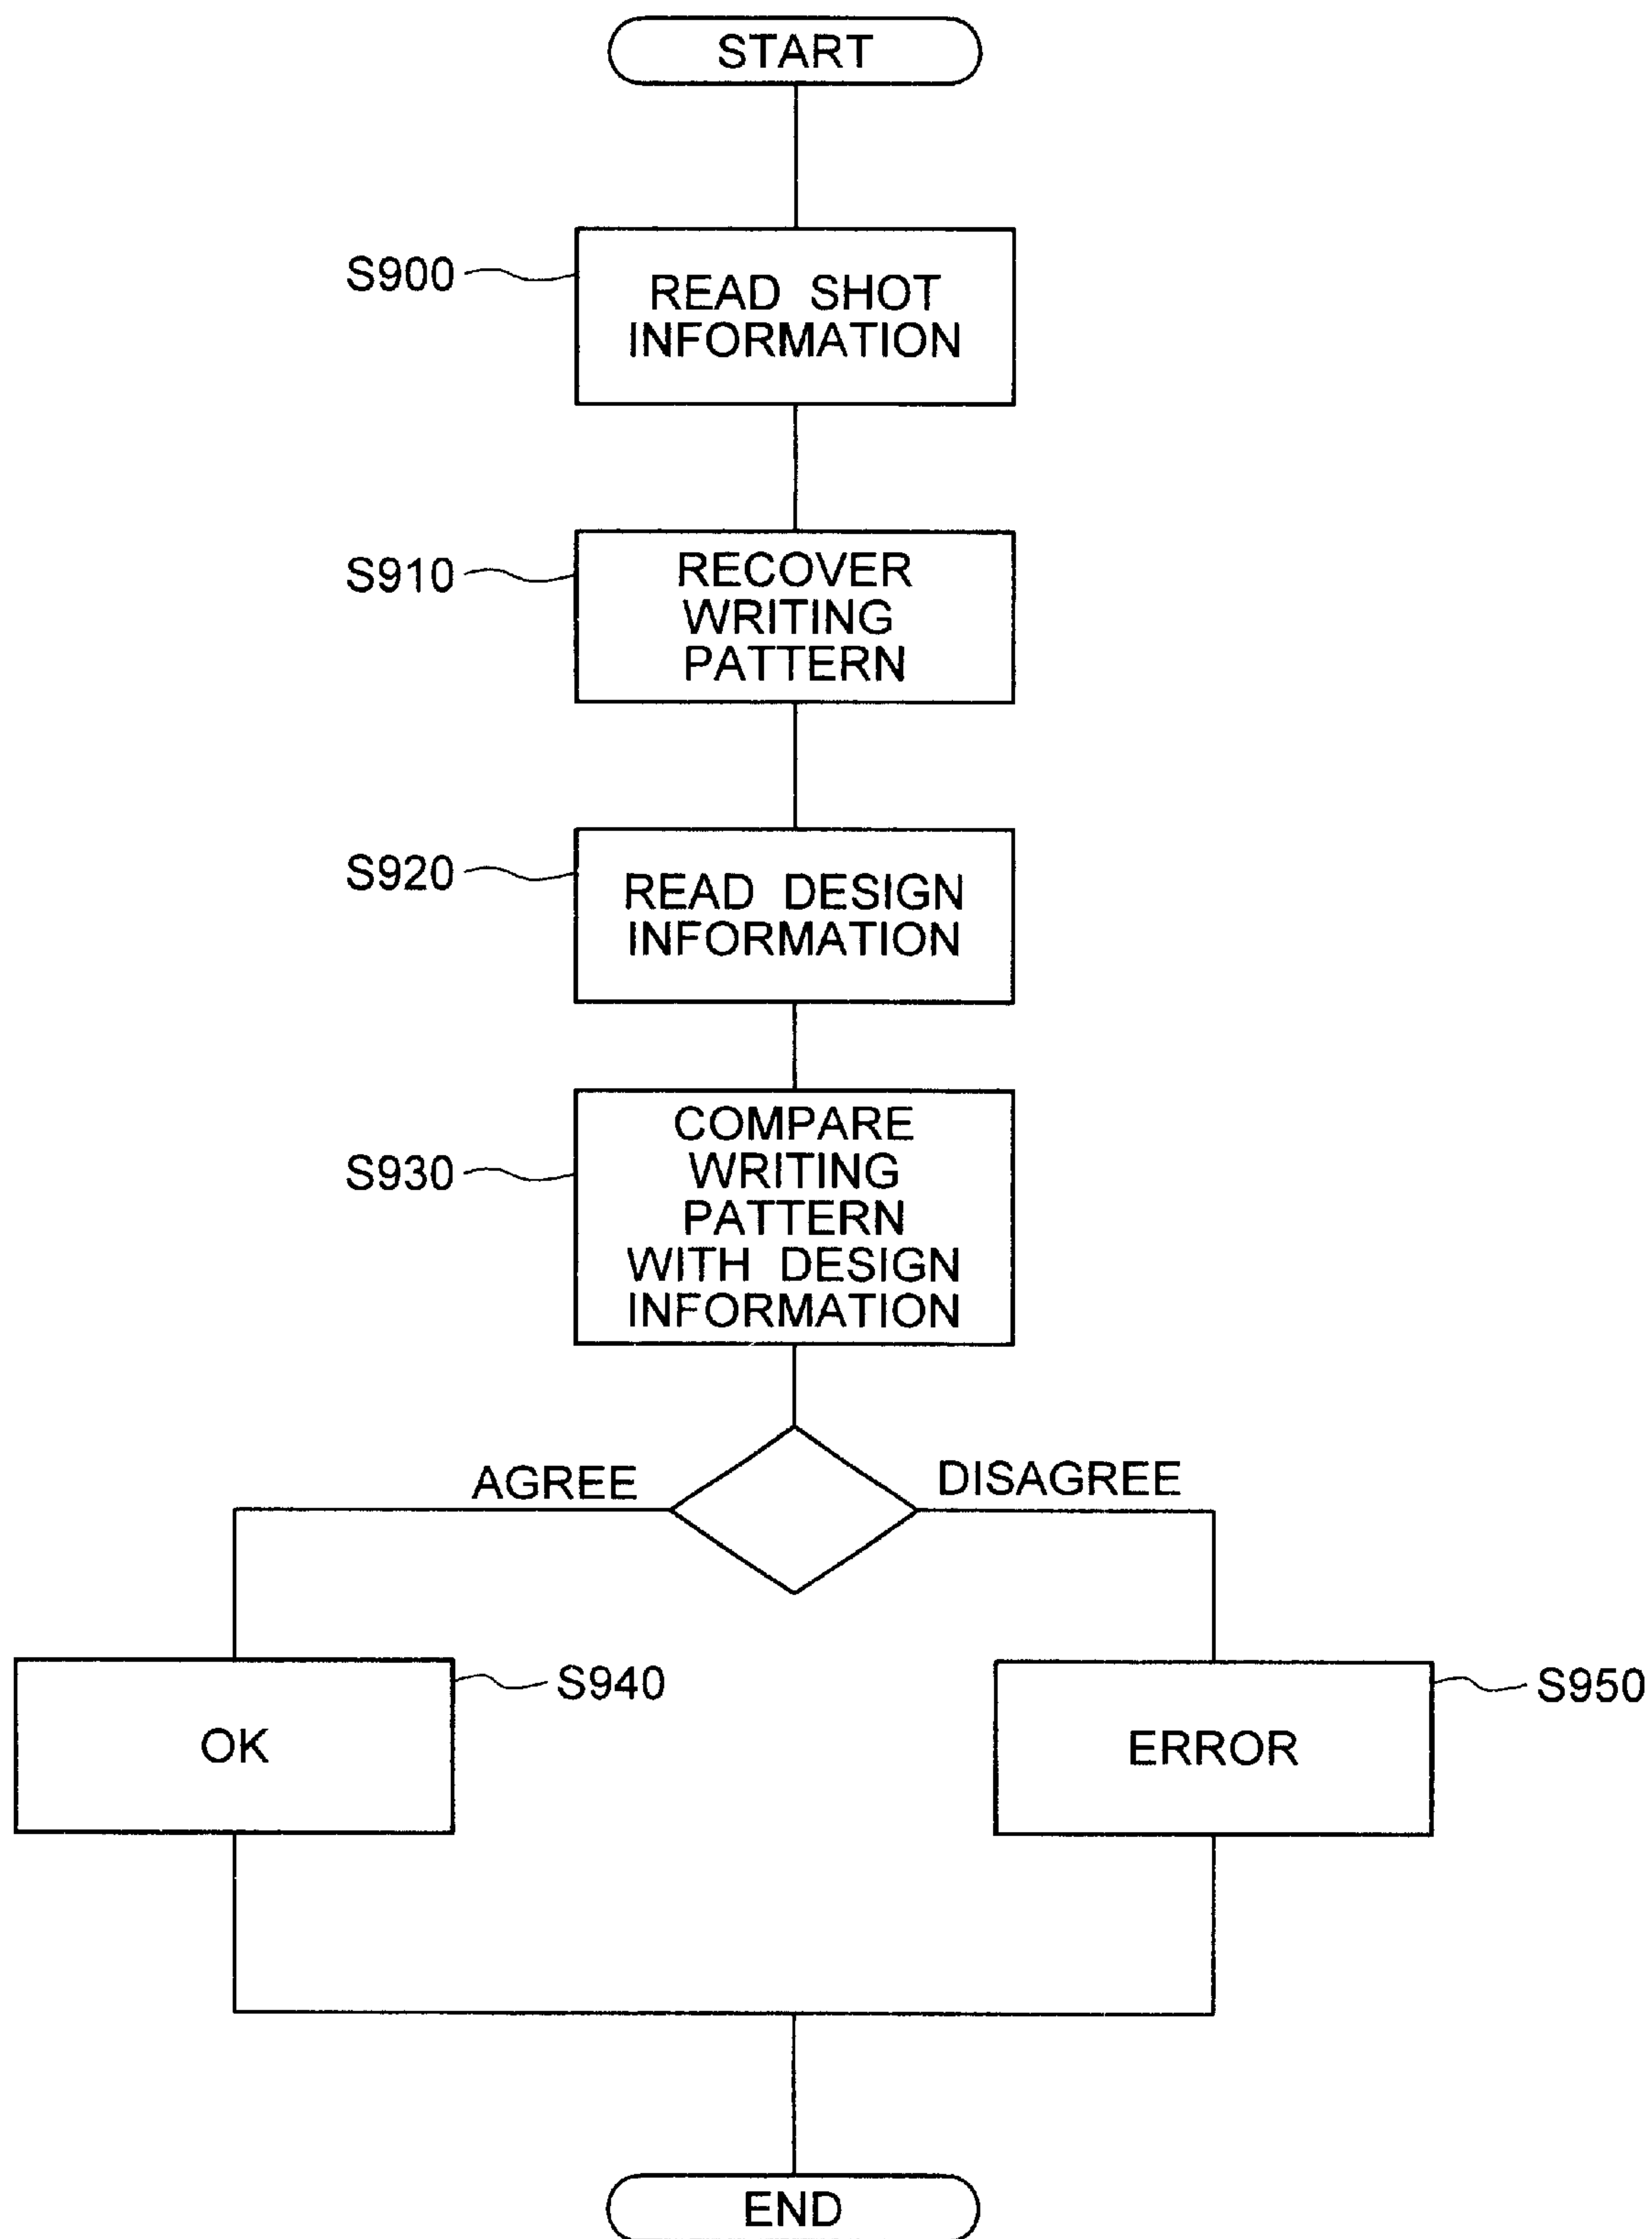 START
S900
READ SHOT
INFORMATION
S910
RECOVER
WRITING
PATTERN
S920
READ DESIGN
INFORMATION
S930
COMPARE
WRITING
PATTERN
WITH DESIGN
INFORMATION
AGREE
DISAGREE
OK
S940
ERROR
S950
END